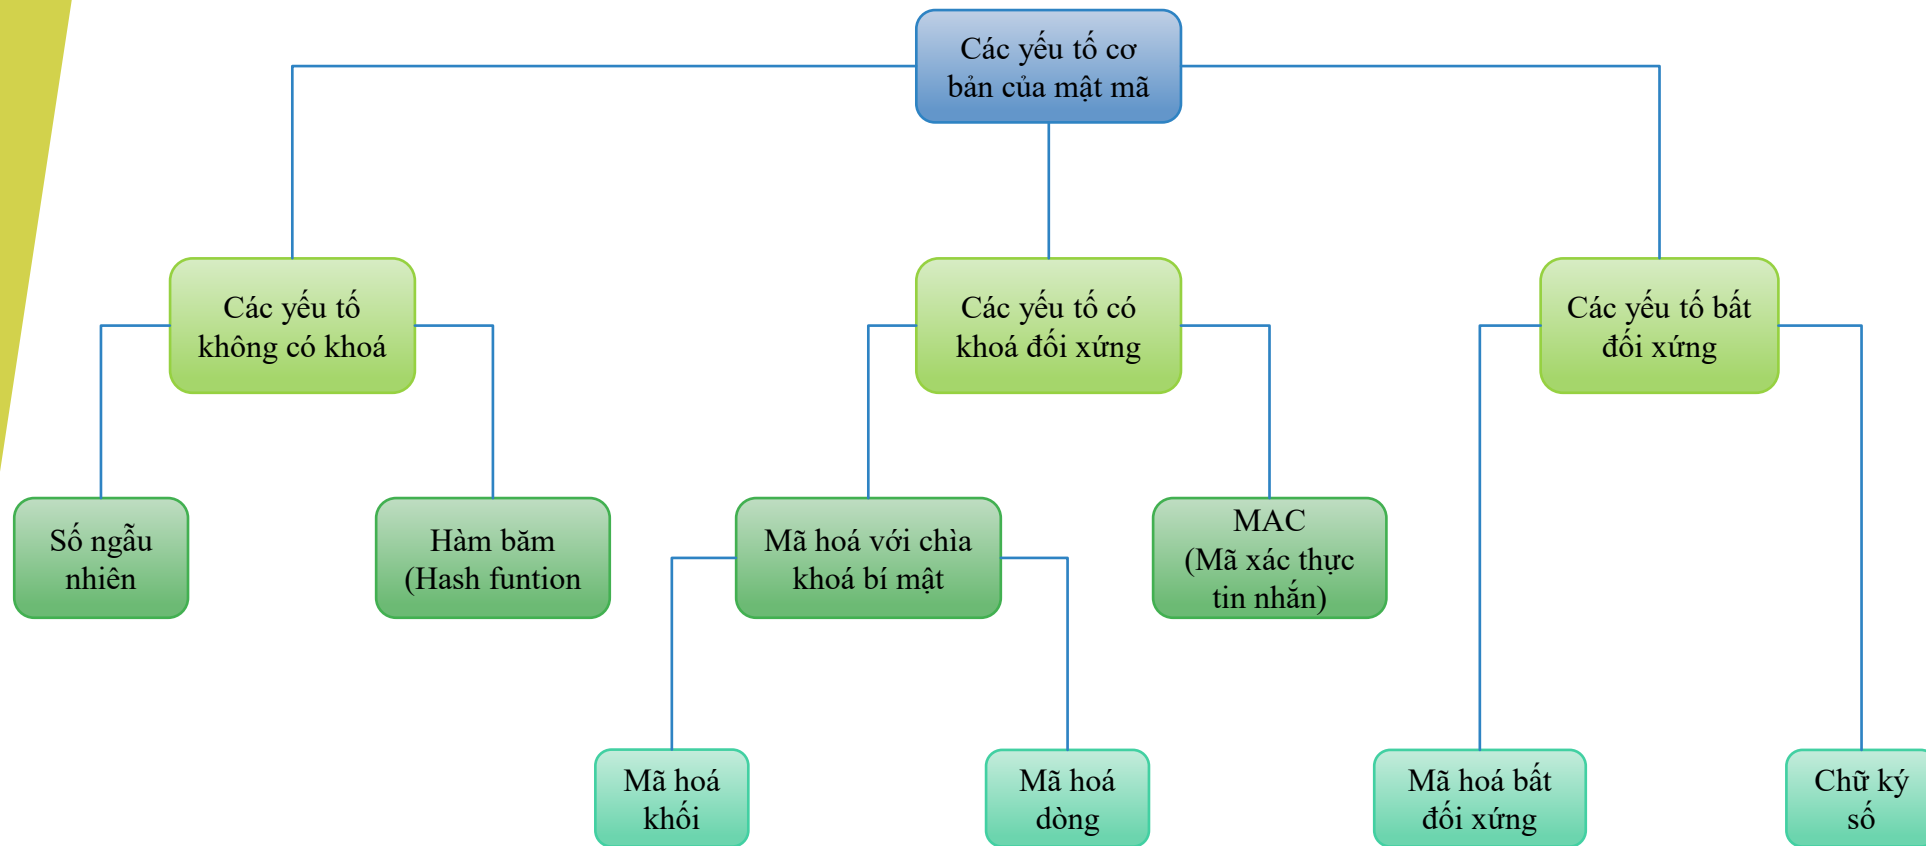 Các yếu tố cơ
bản của mật mã
Các yếu tố
không có khoá
Các yếu tố có
khoá đối xứng
Các yếu tố bất
đối xứng
Số ngẫu
nhiên
Hàm băm
(Hash funtion
Mã hoá với chìa
khoá bí mật
MAC
(Mã xác thực
tin nhắn)
Mã hoá
khối
Mã hoá
dòng
Mã hoá bất
đối xứng
Chữ ký
số